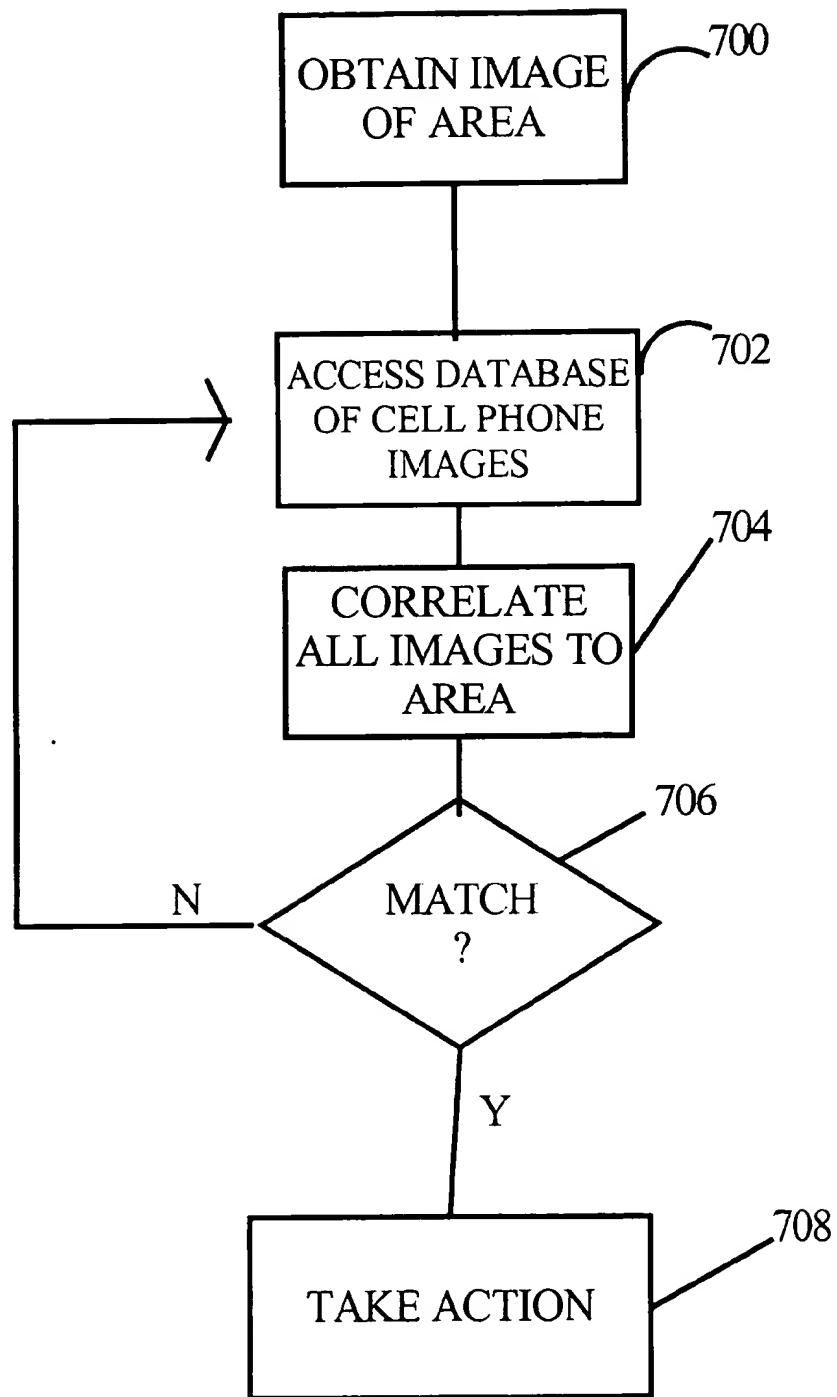 700
OBTAIN IMAGE
OF AREA
702
ACCESS DATABASE
OF CELL PHONE
IMAGES
704
CORRELATE
ALL IMAGES TO
AREA
706
MATCH
?
N
Y
708
TAKE ACTION